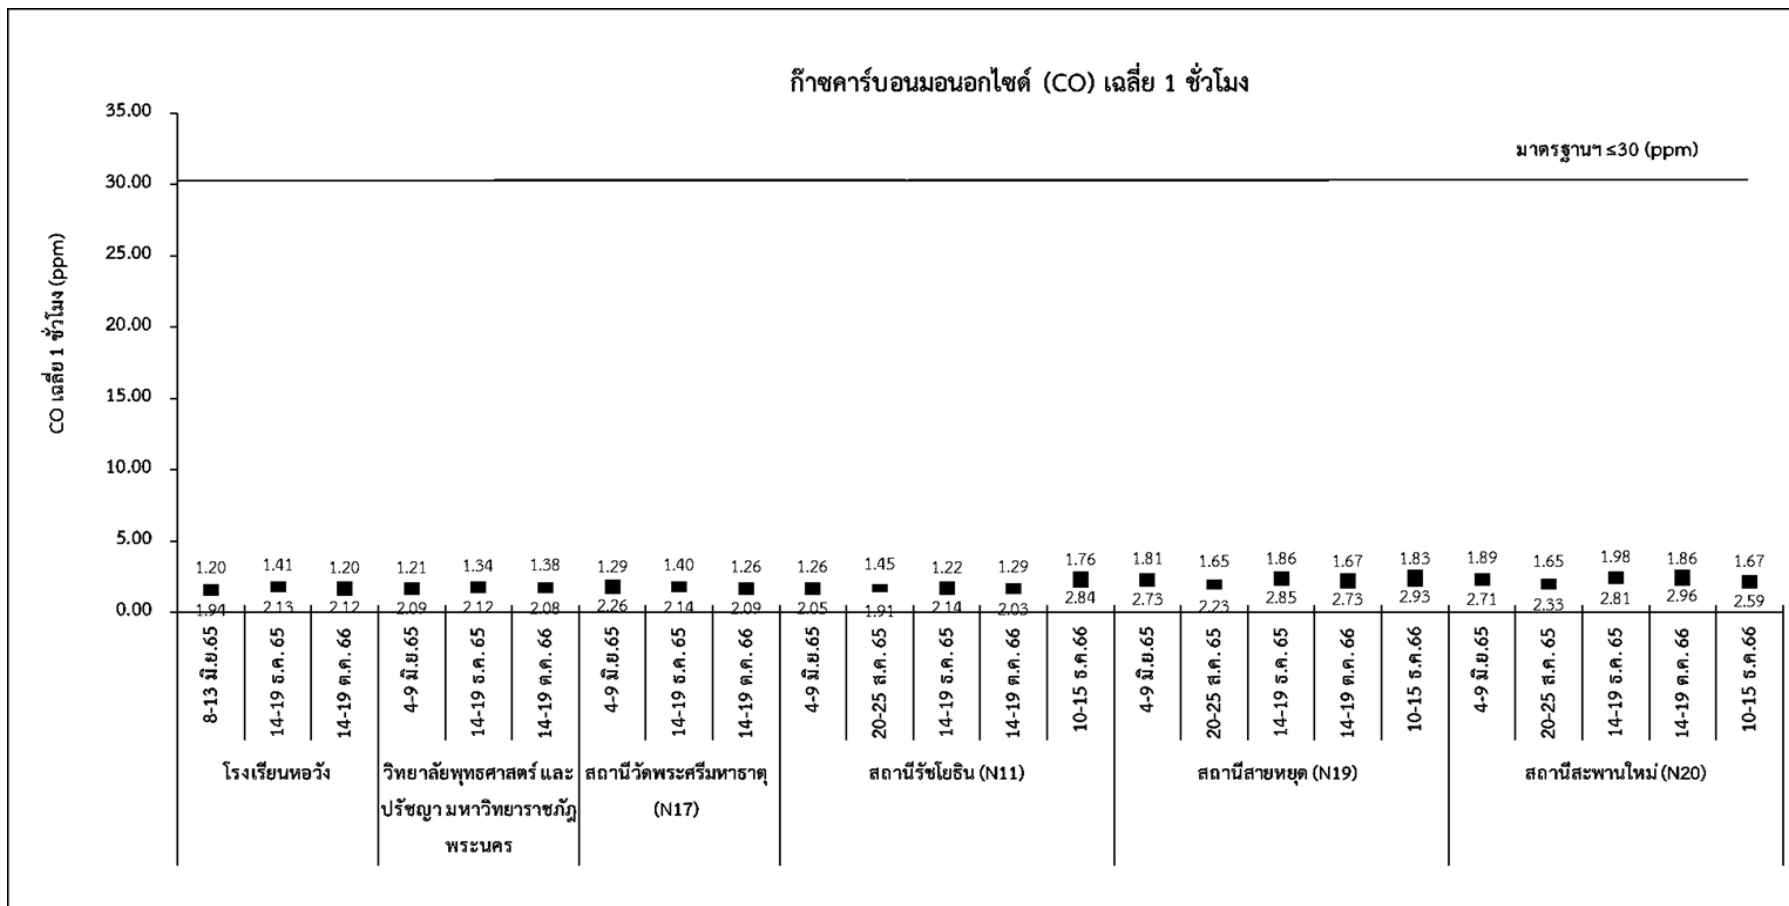 ก๊าซคาร์บอนมอนอกไซด์ (CO) เฉลี่ย 1 ชั่วโมง
มาตรฐานฯ ≤30 (ppm)
CO เฉลี่ย 1 ชั่วโมง (ppm)
35.00
30.00
25.00
20.00
15.00
10.00
5.00
0.00
1.20 1.41 1.20 1.21 1.34 1.38 1.29 1.40 1.26 1.26 1.45 1.22 1.29 1.76 1.81 1.65 1.86 1.67 1.83 1.89 1.65 1.98 1.86 1.67
1.94 2.13 2.12 2.09 2.12 2.08 2.26 2.14 2.09 2.05 1.91 2.14 2.03 2.84 2.73 2.23 2.85 2.73 2.93 2.71 2.33 2.81 2.96 2.59
8-13 มิ.ย.65
14-19 ธ.ค. 65
14-19 ต.ค. 66
4-9 มิ.ย.65
14-19 ธ.ค. 65
14-19 ต.ค. 66
4-9 มิ.ย.65
14-19 ธ.ค. 65
14-19 ต.ค. 66
4-9 มิ.ย.65
20-25 ส.ค. 65
14-19 ธ.ค. 65
14-19 ต.ค. 66
10-15 ธ.ค.66
4-9 มิ.ย.65
20-25 ส.ค. 65
14-19 ธ.ค. 65
14-19 ต.ค. 66
10-15 ธ.ค.66
4-9 มิ.ย.65
20-25 ส.ค. 65
14-19 ธ.ค. 65
14-19 ต.ค. 66
10-15 ธ.ค.66
โรงเรียนหอวัง
วิทยาลัยพุทธศาสตร์ และ
ปรัชญา มหาวิทยาราชภัฏ
พระนคร
สถานีวัดพระศรีมหาธาตุ
(N17)
สถานีรัชโยธิน (N11)
สถานีสายหยุด (N19)
สถานีสะพานใหม่ (N20)